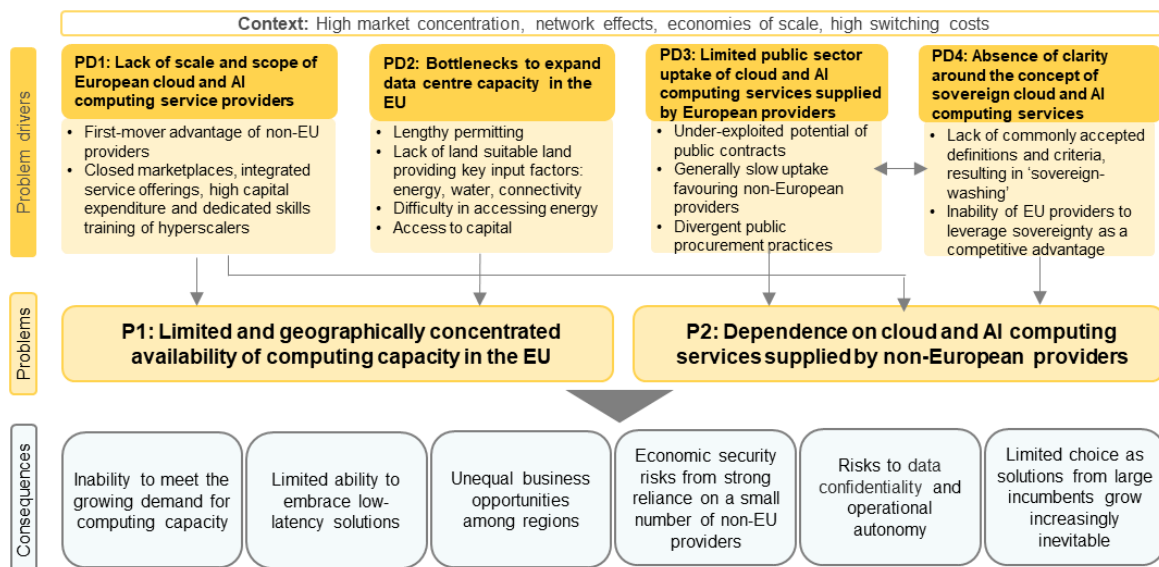 Context: High market concentration, network effects, economies of scale, high switching costs
Problem drivers
PD1: Lack of scale and scope of
European cloud and AI
computing service providers
• First-mover advantage of non-EU
providers
• Closed marketplaces, integrated
service offerings, high capital
expenditure and dedicated skills
training of hyperscalers
PD2: Bottlenecks to expand
data centre capacity in the
EU
• Lengthy permitting
• Lack of land suitable land
providing key input factors:
energy, water, connectivity
• Difficulty in accessing energy
• Access to capital
PD3: Limited public sector
uptake of cloud and AI
computing services supplied
by European providers
• Under-exploited potential of
public contracts
• Generally slow uptake
favouring non-European
providers
• Divergent public
procurement practices
PD4: Absence of clarity
around the concept of
sovereign cloud and AI
computing services
• Lack of commonly accepted
definitions and criteria,
resulting in ‘sovereign-
washing’
• Inability of EU providers to
leverage sovereignty as a
competitive advantage
Problems
P1: Limited and geographically concentrated
availability of computing capacity in the EU
P2: Dependence on cloud and AI computing
services supplied by non-European providers
Consequences
Inability to meet the
growing demand for
computing capacity
Limited ability to
embrace low-
latency solutions
Unequal business
opportunities
among regions
Economic security
risks from strong
reliance on a small
number of non-EU
providers
Risks to data
confidentiality and
operational
autonomy
Limited choice as
solutions from large
incumbents grow
increasingly
inevitable